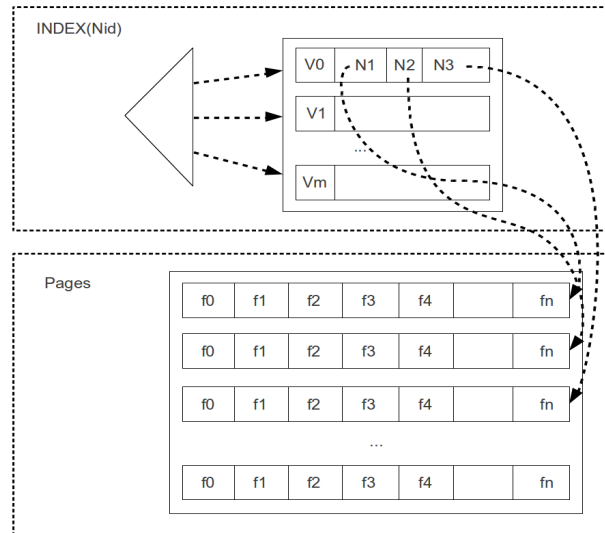 INDEX(Nid)
V0 N1 N2 N3
V1
...
Vm
Pages
f0 f1 f2 f3 f4 fn
f0 f1 f2 f3 f4 fn
f0 f1 f2 f3 f4 fn
...
f0 f1 f2 f3 f4 fn